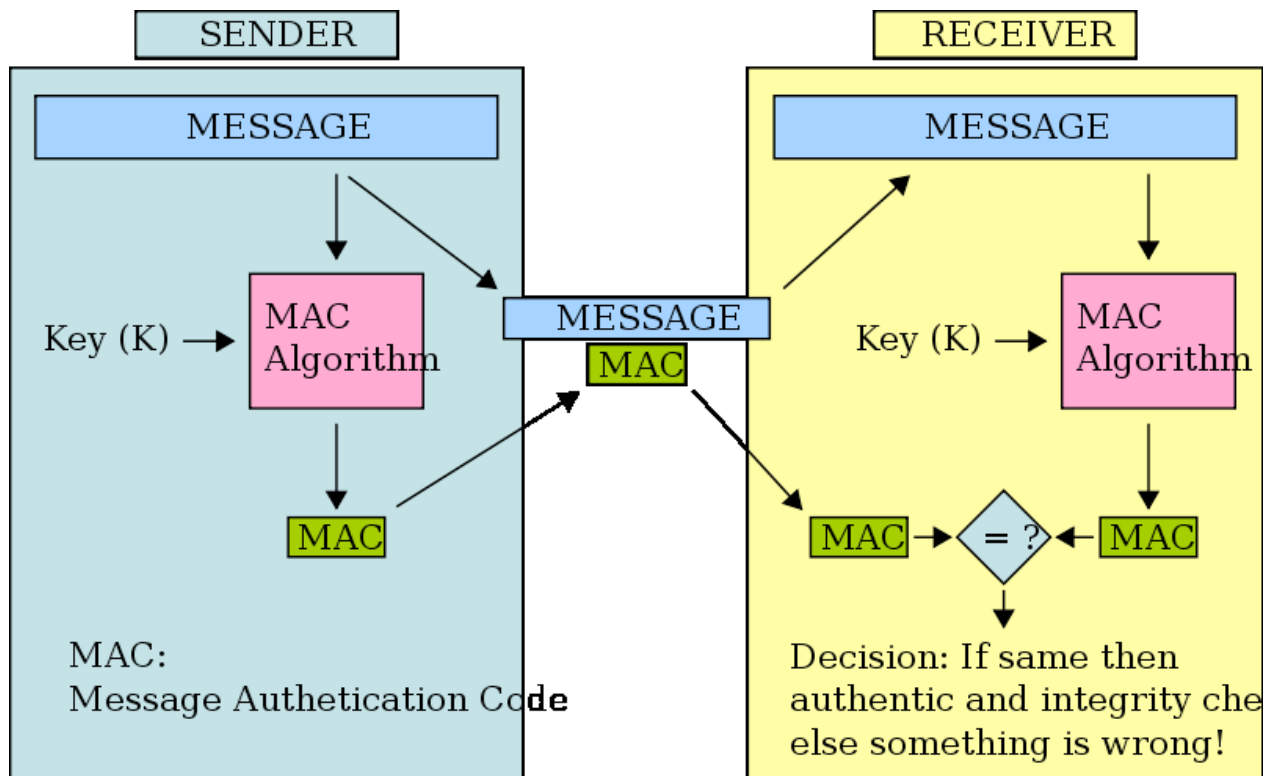 SENDER
MESSAGE
Key (K)
MAC
Algorithm
MAC
MAC:
Message Authetication Code
MESSAGE
MAC
RECEIVER
MESSAGE
Key (K)
MAC
Algorithm
MAC
= ?
MAC
Decision: If same then
authentic and integrity che
else something is wrong!